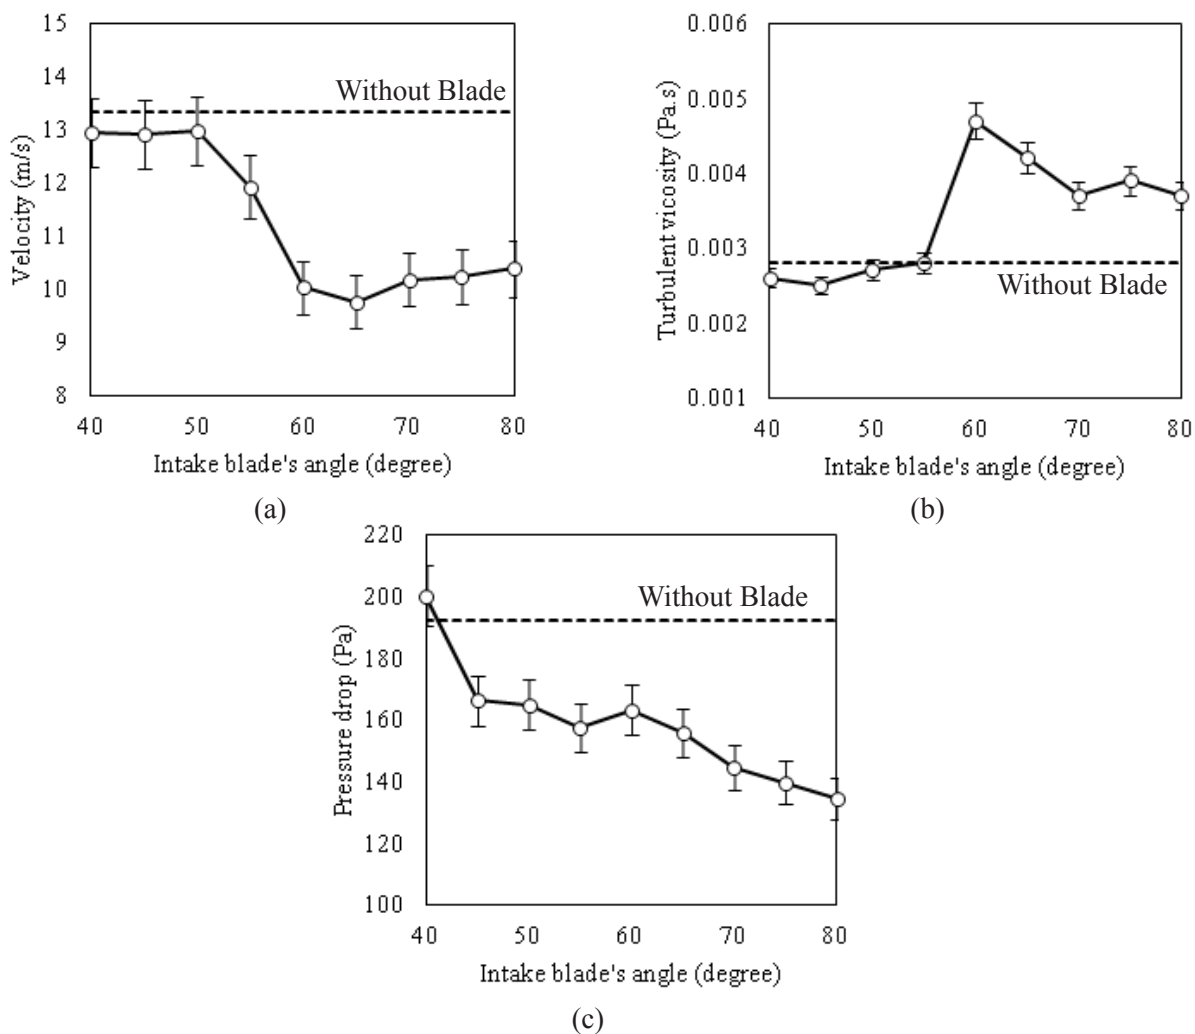 15
14
13
12
11
10
9
8
Velocity (m/s)
Without Blade
40 50 60 70 80
Intake blade's angle (degree)
(a)
0.006
0.005
0.004
0.003
0.002
0.001
Turbulent vicosity (Pa.s)
Without Blade
40 50 60 70 80
Intake blade's angle (degree)
(b)
220
200
180
160
140
120
100
Pressure drop (Pa)
Without Blade
40 50 60 70 80
Intake blade's angle (degree)
(c)